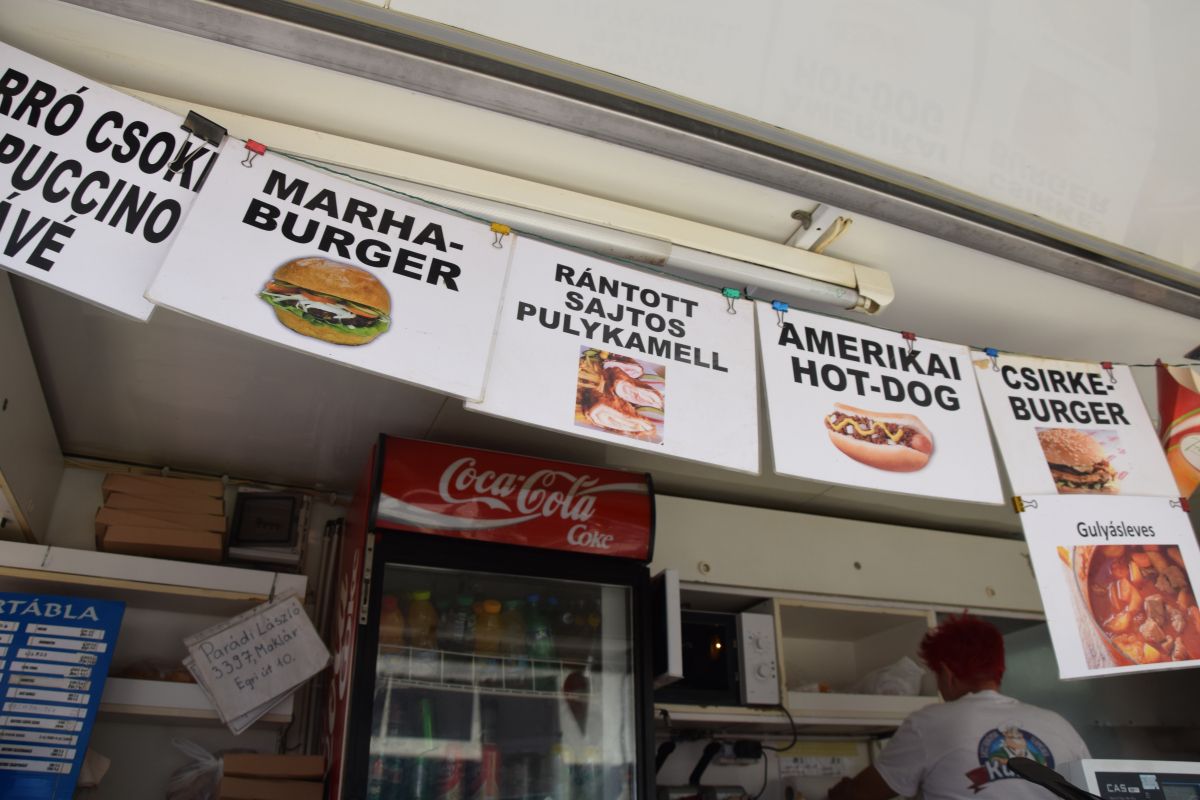 RRÓ CSOKI
PUCCINO
ÁVÉ
MARHA-
BURGER
RÁNTOTT
SAJTOS
PULYKAMELL
AMERIKAI
HOT-DOG
CSIRKE-
BURGER
Gulyásleves
Coca-Cola
Coke
RTÁBLA
Parádi László
3397, Maklár
Egri út 10.
CAS